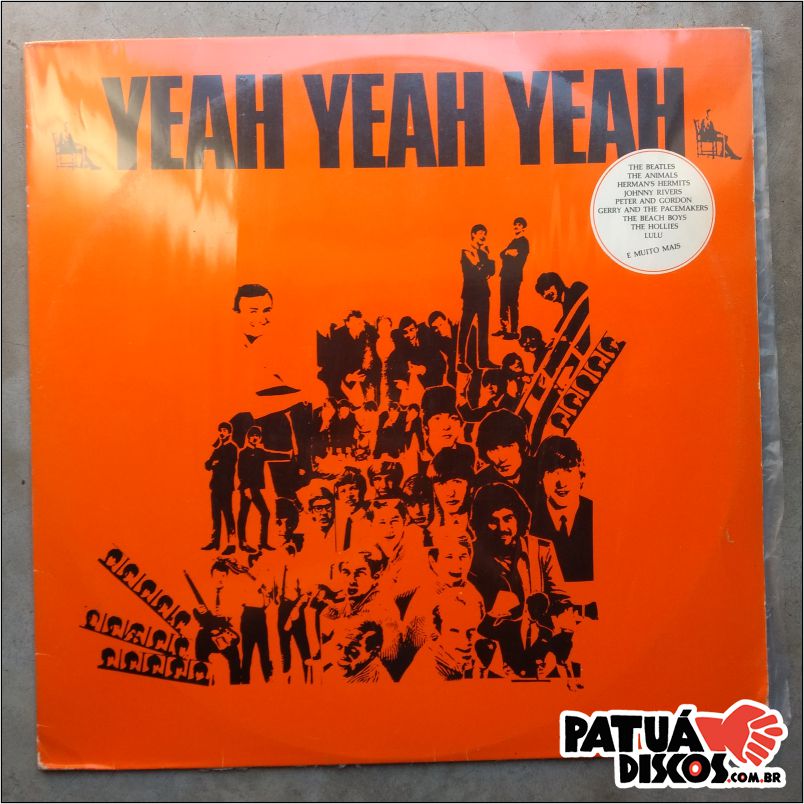 YEAH YEAH YEAH
THE BEATLES
THE ANIMALS
HERMAN'S HERMITS
JOHNNY RIVERS
PETER AND GORDON
GERRY AND THE PACEMAKERS
THE BEACH BOYS
THE HOLLIES
LULU
E MUITO MAIS
PATUÁ
DISCOS.COM.BR